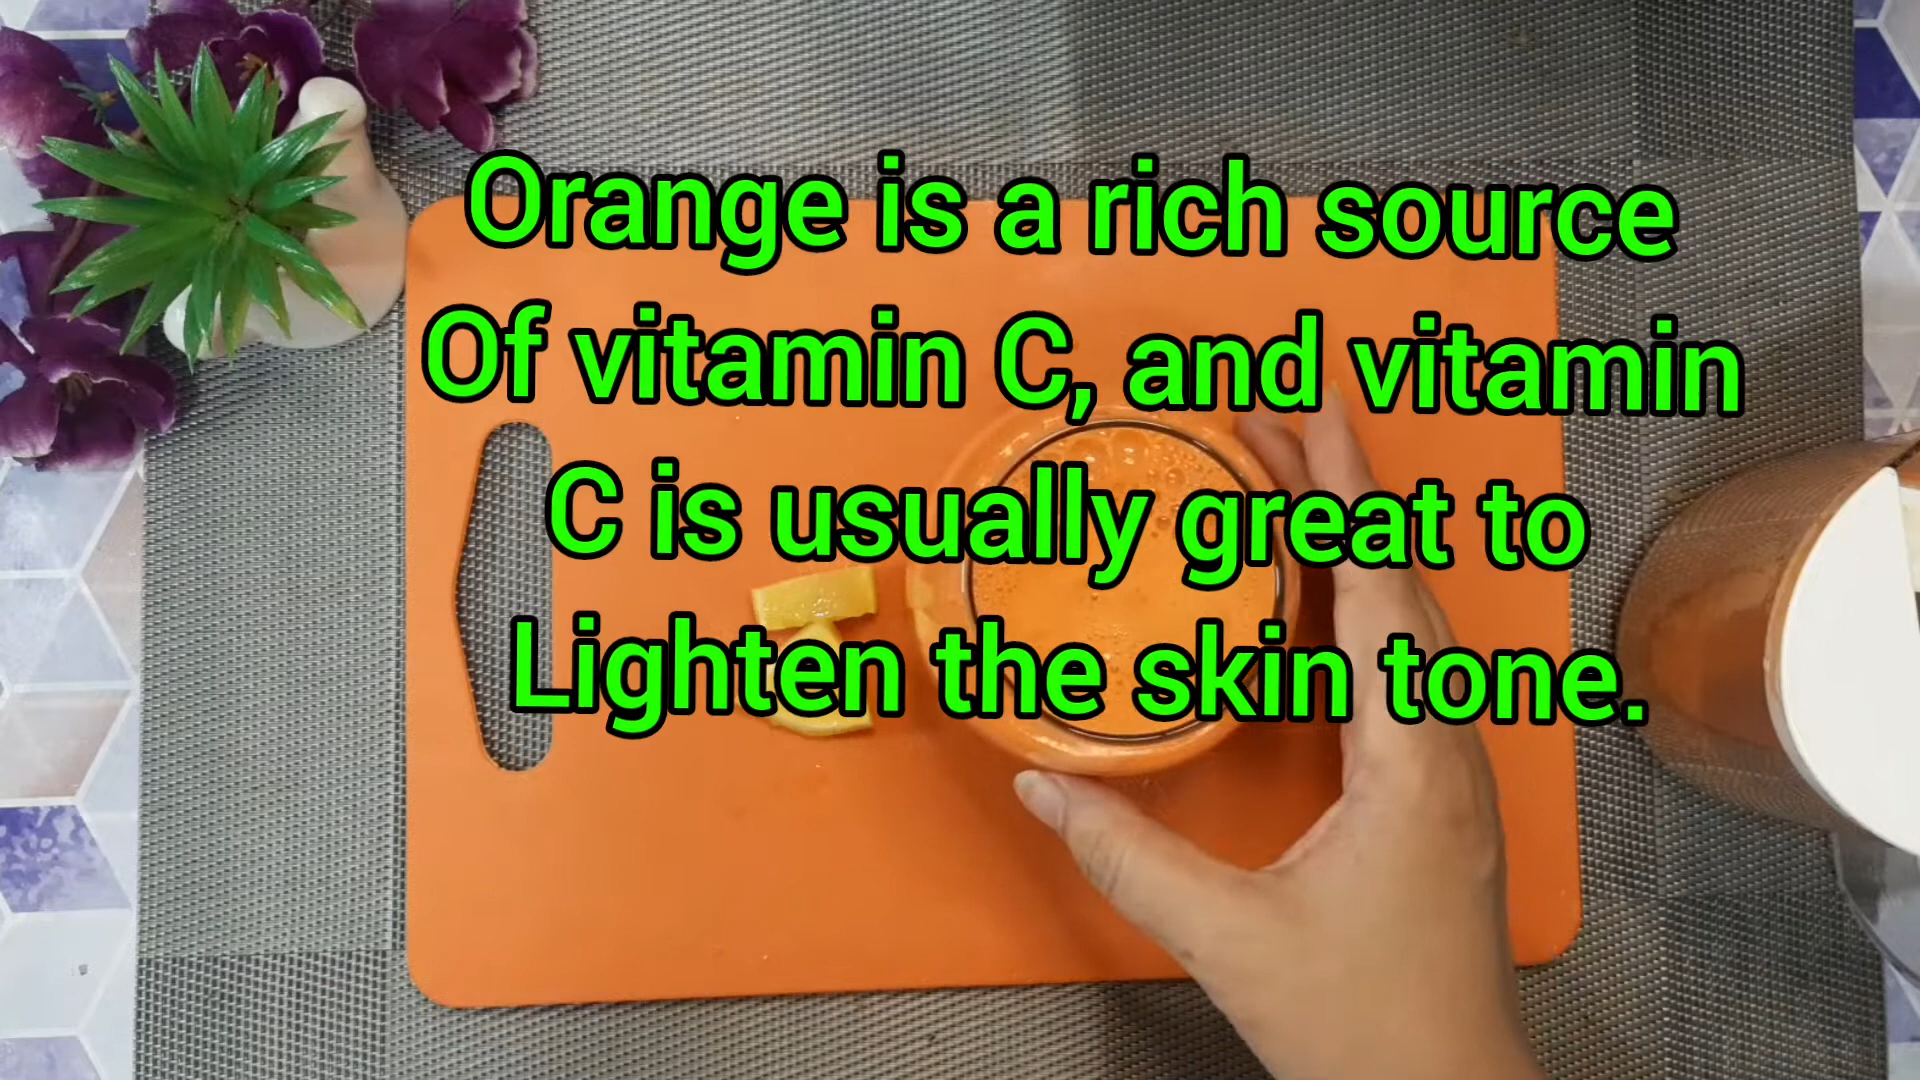 Orange is a rich source
Of vitamin C, and vitamin
C is usually great to
Lighten the skin tone.